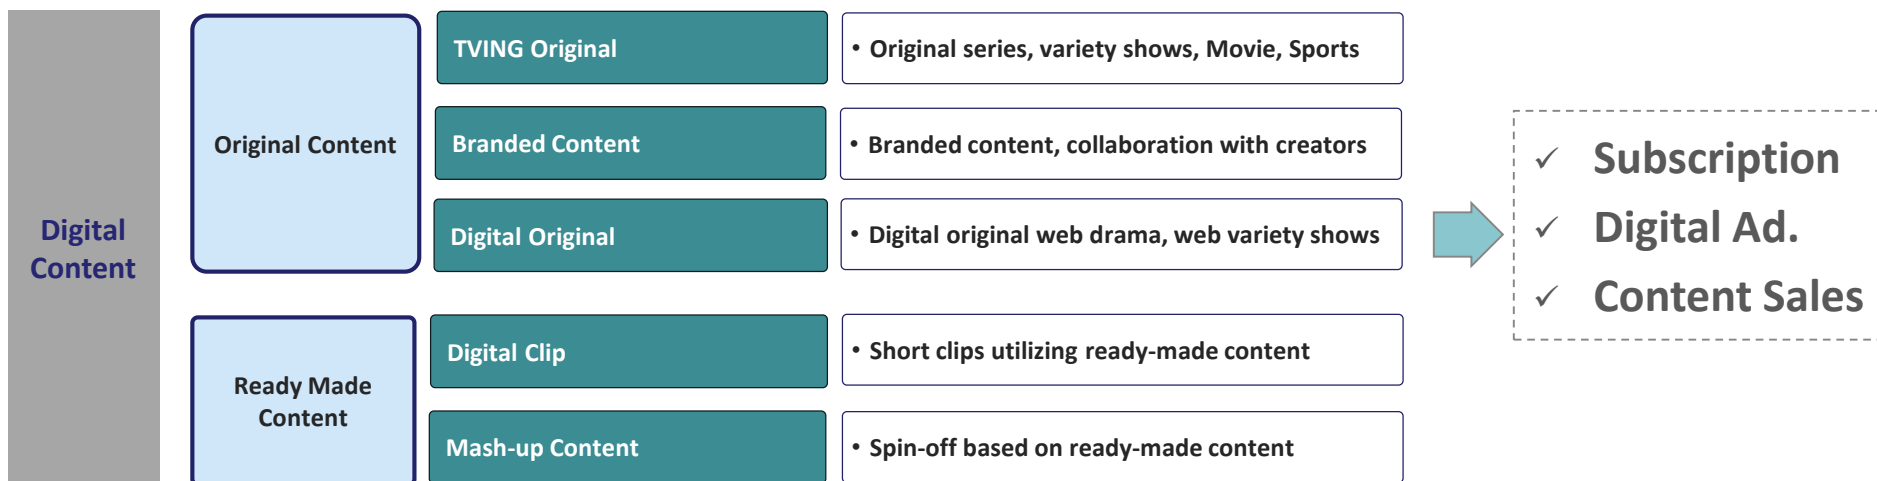 Digital
Content
Original Content
TVING Original
• Original series, variety shows, Movie, Sports
Branded Content
• Branded content, collaboration with creators
Digital Original
• Digital original web drama, web variety shows
Ready Made
Content
Digital Clip
• Short clips utilizing ready-made content
Mash-up Content
• Spin-off based on ready-made content
✓ Subscription
✓ Digital Ad.
✓ Content Sales